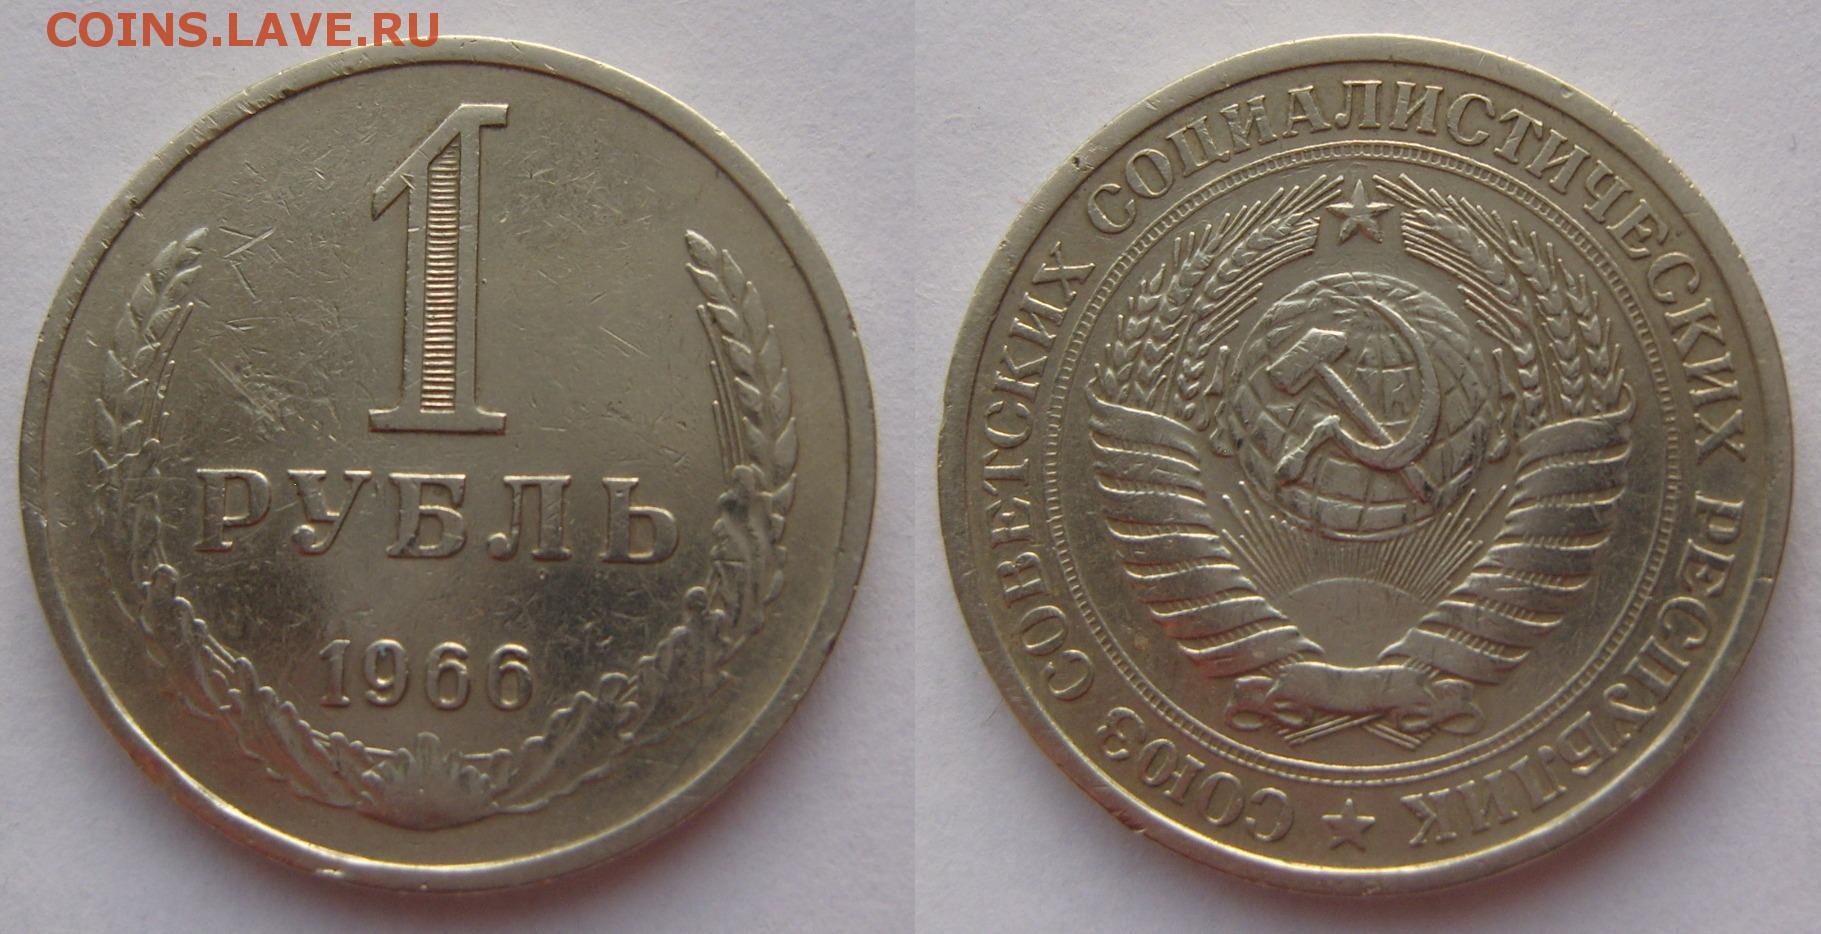 COINS.LAVE.RU
1
РУБЛЬ
1966
СОЮЗ СОВЕТСКИХ СОЦИАЛИСТИЧЕСКИХ РЕСПУБЛИК